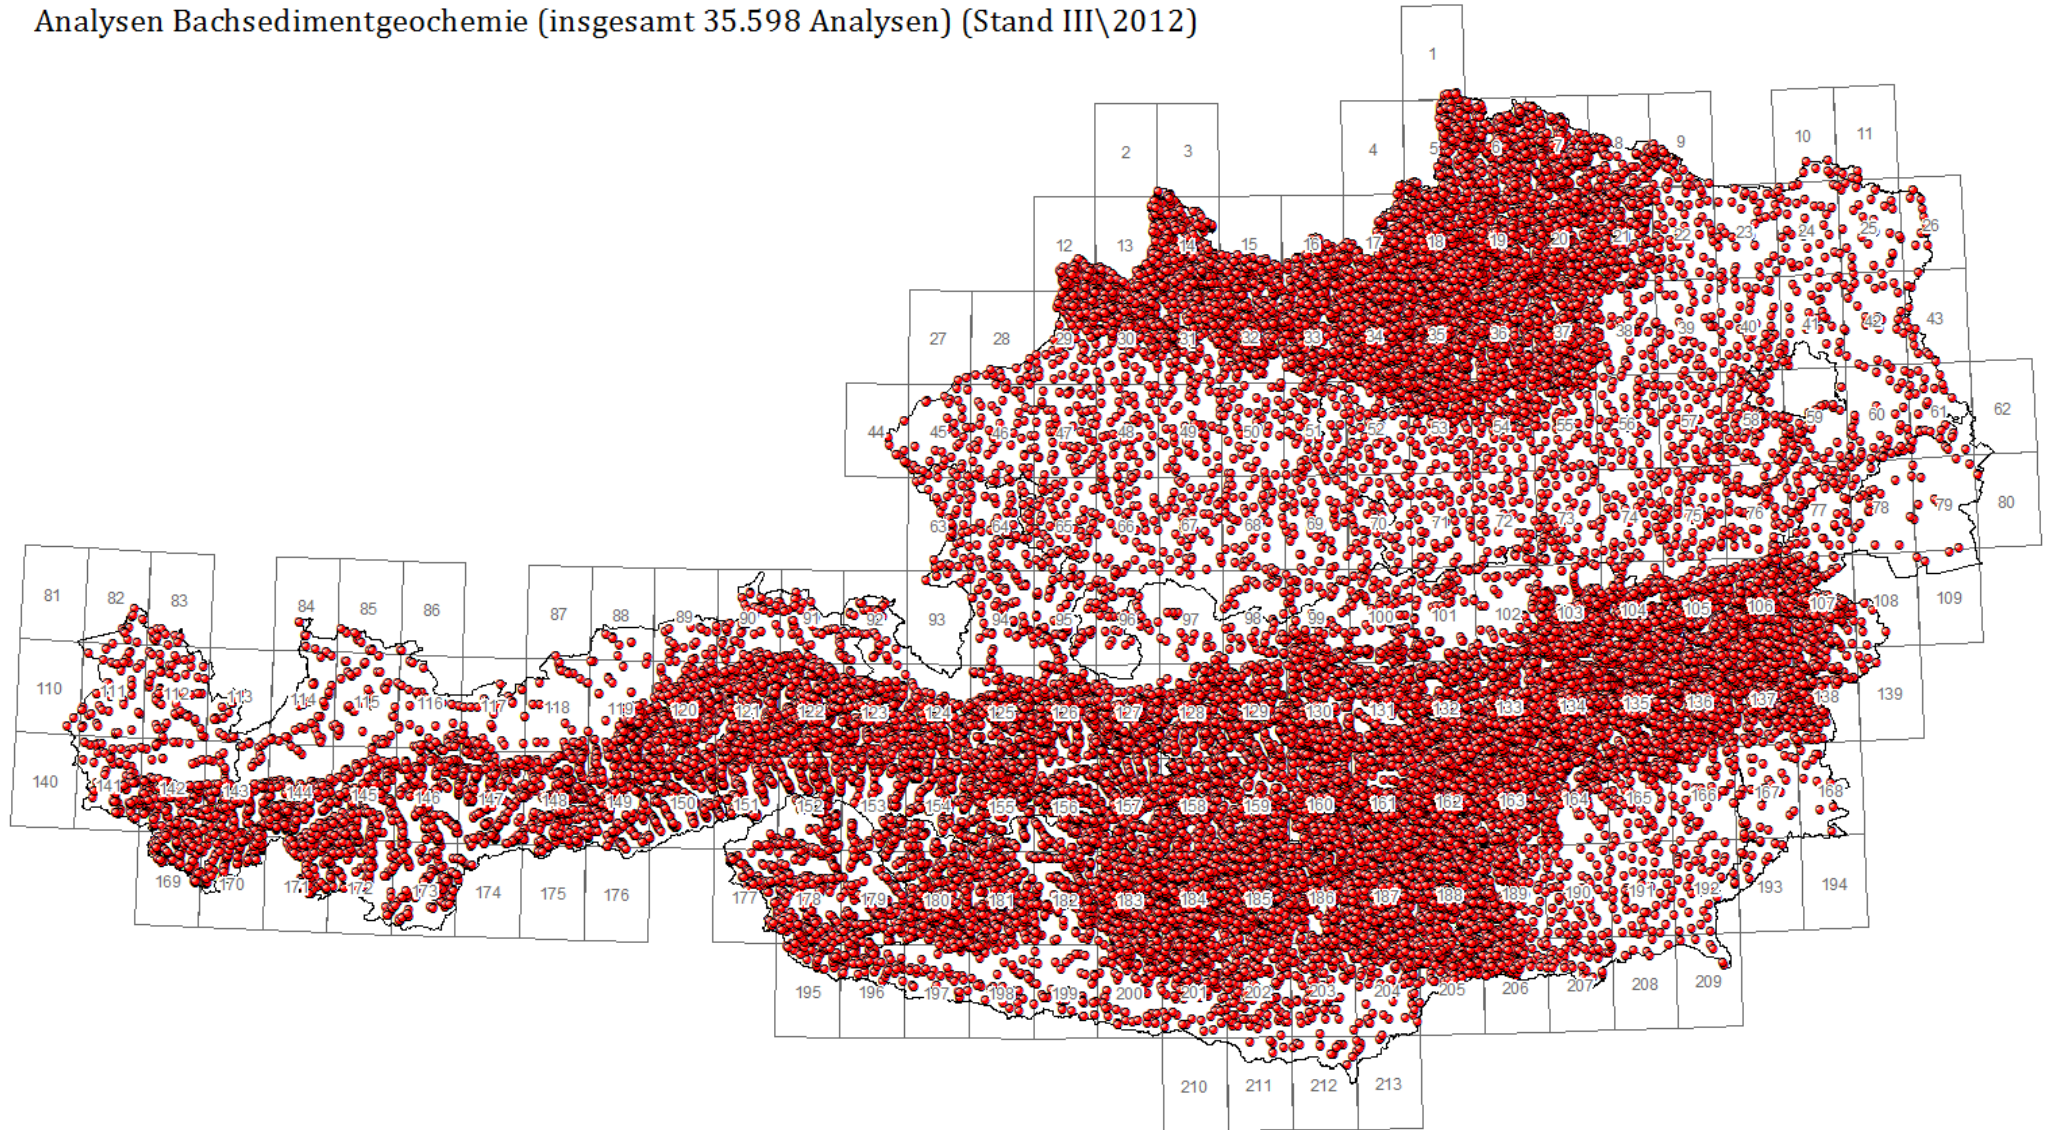 Analysen Bachsedimentgeochemie (insgesamt 35.598 Analysen) (Stand III\2012)
1
2 3 4 5 6 7 8 9 10 11
12 13 14 15 16 17 18 19 20 21 22 23 24 25 26
27 28 29 30 31 32 33 34 35 36 37 38 39 40 41 42 43
44 45 46 47 48 49 50 51 52 53 54 55 56 57 58 59 60 61 62
63 64 65 66 67 68 69 70 71 72 73 74 75 76 77 78 79 80
81 82 83 84 85 86 87 88 89 90 91 92 93 94 95 96 97 98 99 100 101 102 103 104 105 106 107 108 109
110 111 112 113 114 115 116 117 118 119 120 121 122 123 124 125 126 127 128 129 130 131 132 133 134 135 136 137 138 139
140 141 142 143 144 145 146 147 148 149 150 151 152 153 154 155 156 157 158 159 160 161 162 163 164 165 166 167 168
169 170 171 172 173 174 175 176 177 178 179 180 181 182 183 184 185 186 187 188 189 190 191 192 193 194
195 196 197 198 199 200 201 202 203 204 205 206 207 208 209
210 211 212 213